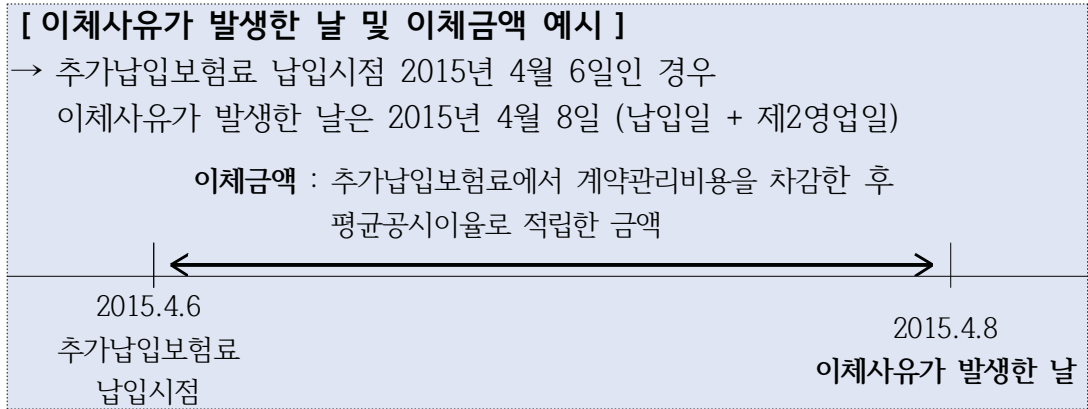 [ 이체사유가 발생한 날 및 이체금액 예시 ]
→ 추가납입보험료 납입시점 2015년 4월 6일인 경우
이체사유가 발생한 날은 2015년 4월 8일 (납입일 + 제2영업일)
이체금액 : 추가납입보험료에서 계약관리비용을 차감한 후
평균공시이율로 적립한 금액
2015.4.6
추가납입보험료
납입시점
2015.4.8
이체사유가 발생한 날